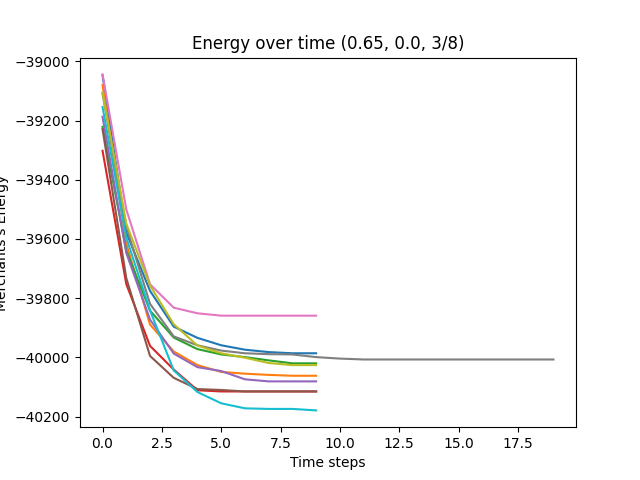 Energy over time (0.65, 0.0, 3/8)
−39000
−39200
−39400
−39600
−39800
−40000
−40200
Merchants's Energy
0.0 2.5 5.0 7.5 10.0 12.5 15.0 17.5
Time steps